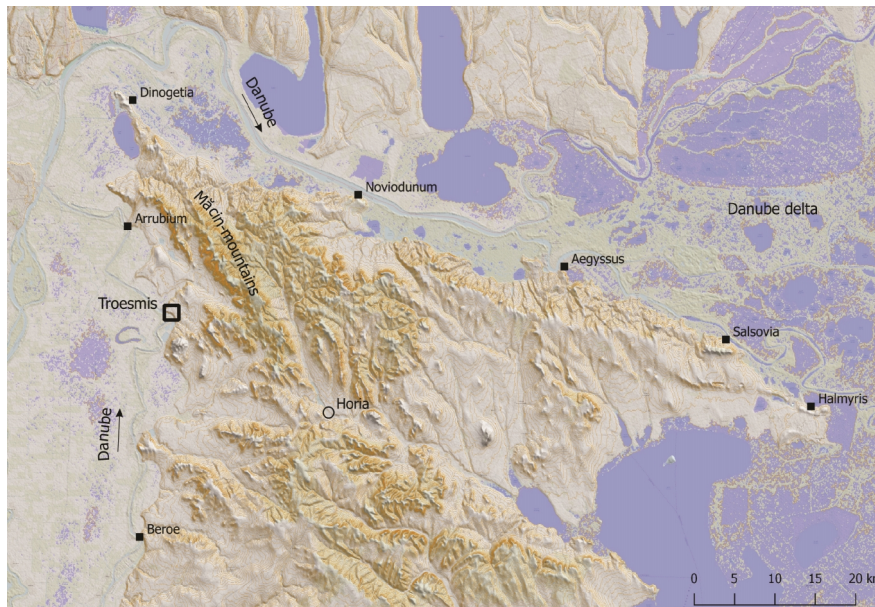 Dinogetia
Danube
Noviodunum
Măcin-mountains
Danube delta
Arrubium
Aegyssus
Troesmis
Salsovia
Halmyris
Horia
Danube
Beroe
0 5 10 15 20 km